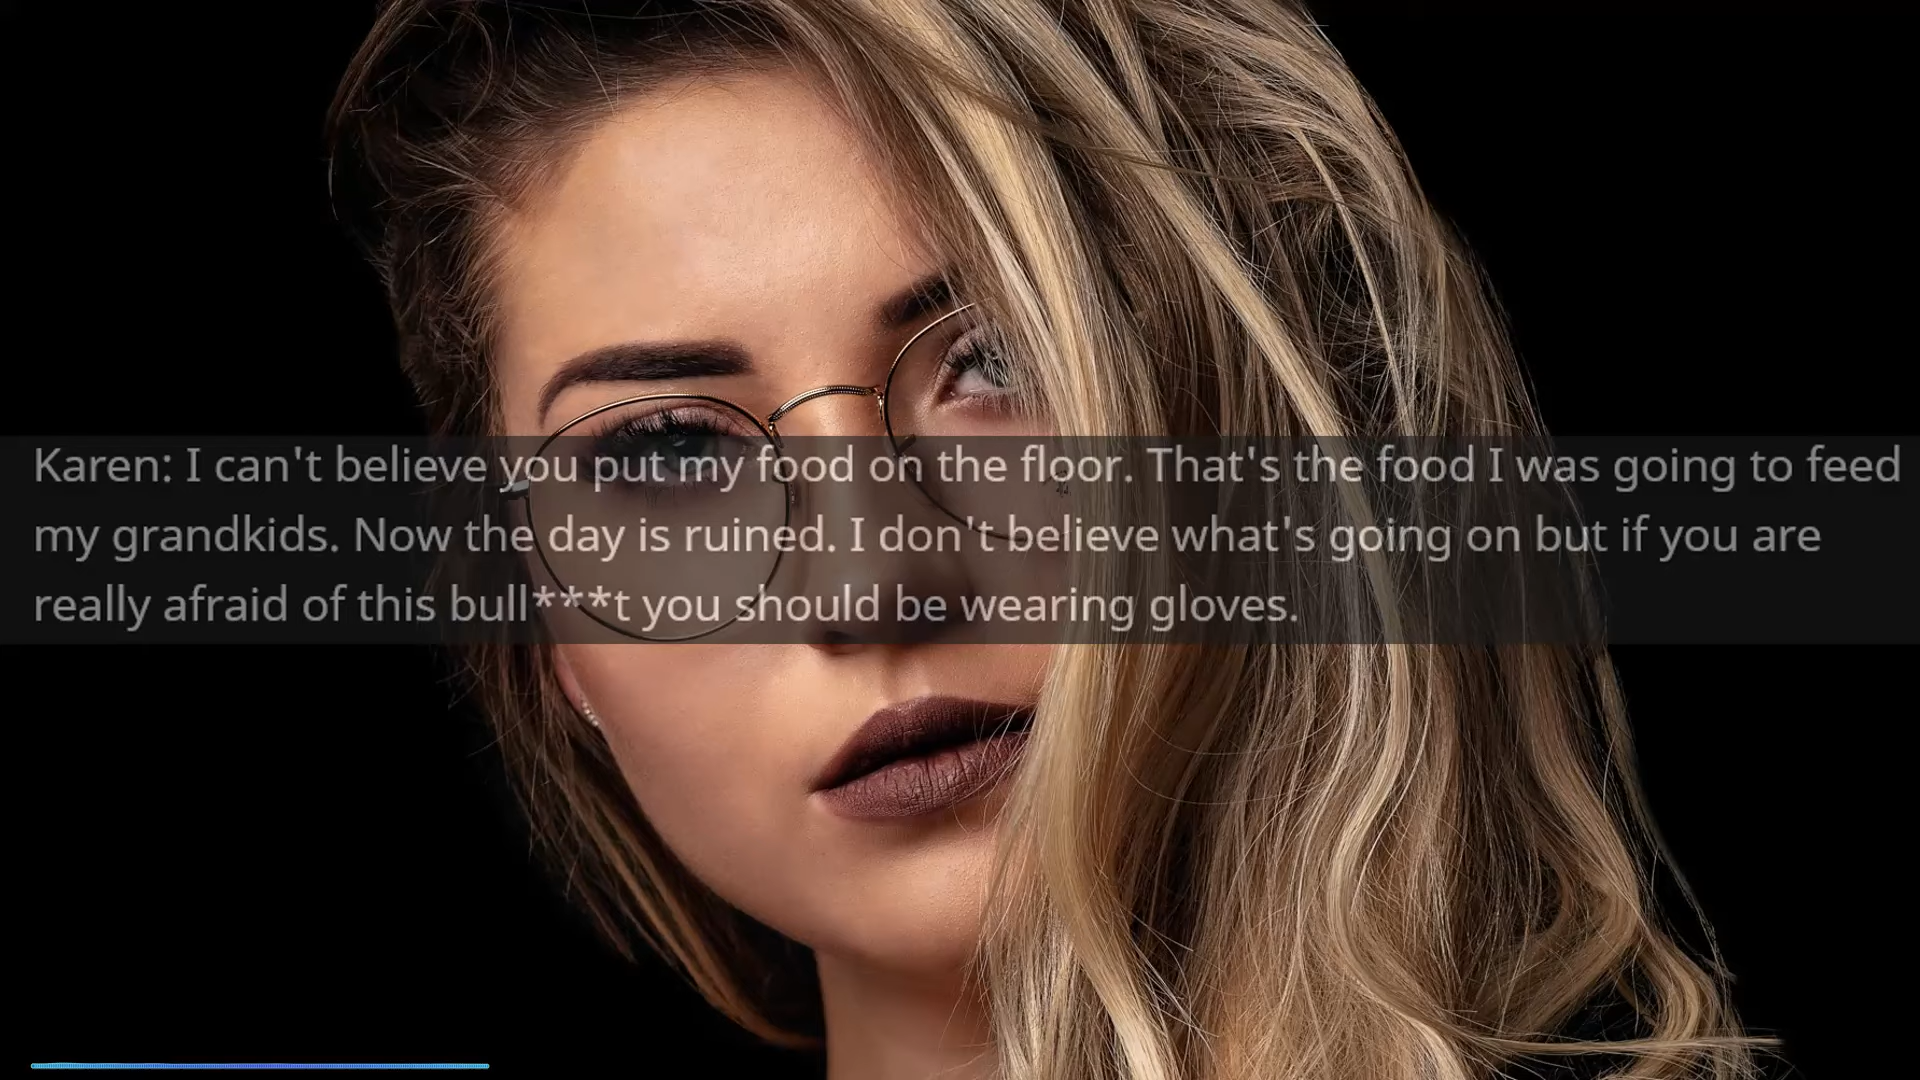 Karen: I can't believe you put my food on the floor. That's the food I was going to feed
my grandkids. Now the day is ruined. I don't believe what's going on but if you are
really afraid of this bull***t you should be wearing gloves.